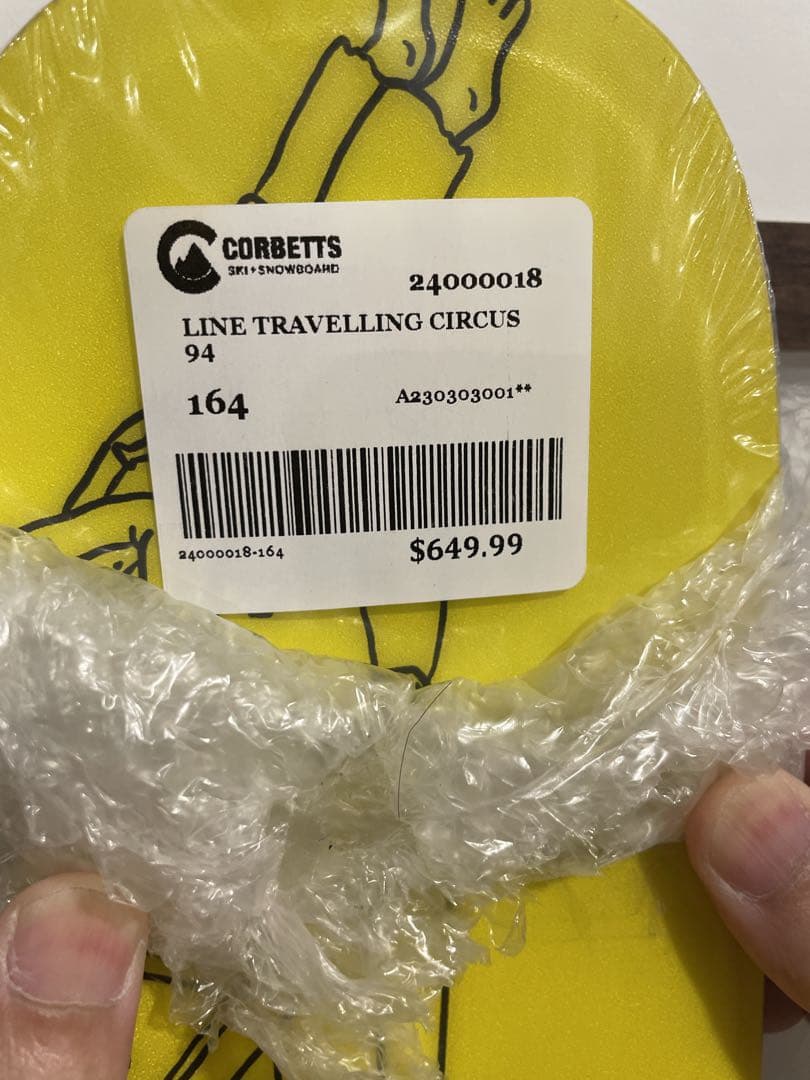 CORBETTS
SKI+SNOWBOARD
24000018
LINE TRAVELLING CIRCUS
94
164
A230303001**
24000018-164
$649.99